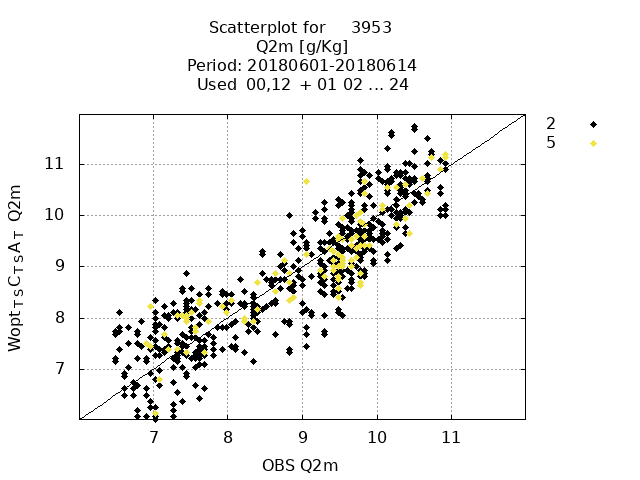 Scatterplot for 3953
Q2m [g/Kg]
Period: 20180601-20180614
Used 00,12 + 01 02 ... 24
2
5
11
10
9
8
7
Wopt T S C T S A T Q2m
7 8 9 10 11
OBS Q2m